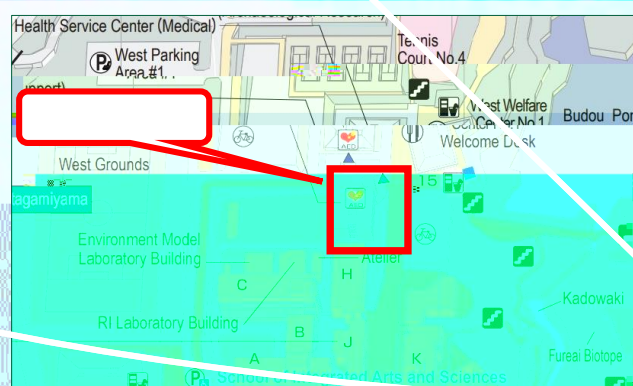 Health Service Center (Medical)
West Parking
Area #1
Tennis
Court No.4
West Welfare
Center No.1
Budou
Welcome Desk
West Grounds
AED
15
AED
tagamiyama
Environment Model
Laboratory Building
Atelier
C
H
Kadowaki
RI Laboratory Building
B
J
A
K
Fureai Biotope
School of Integrated Arts and Sciences